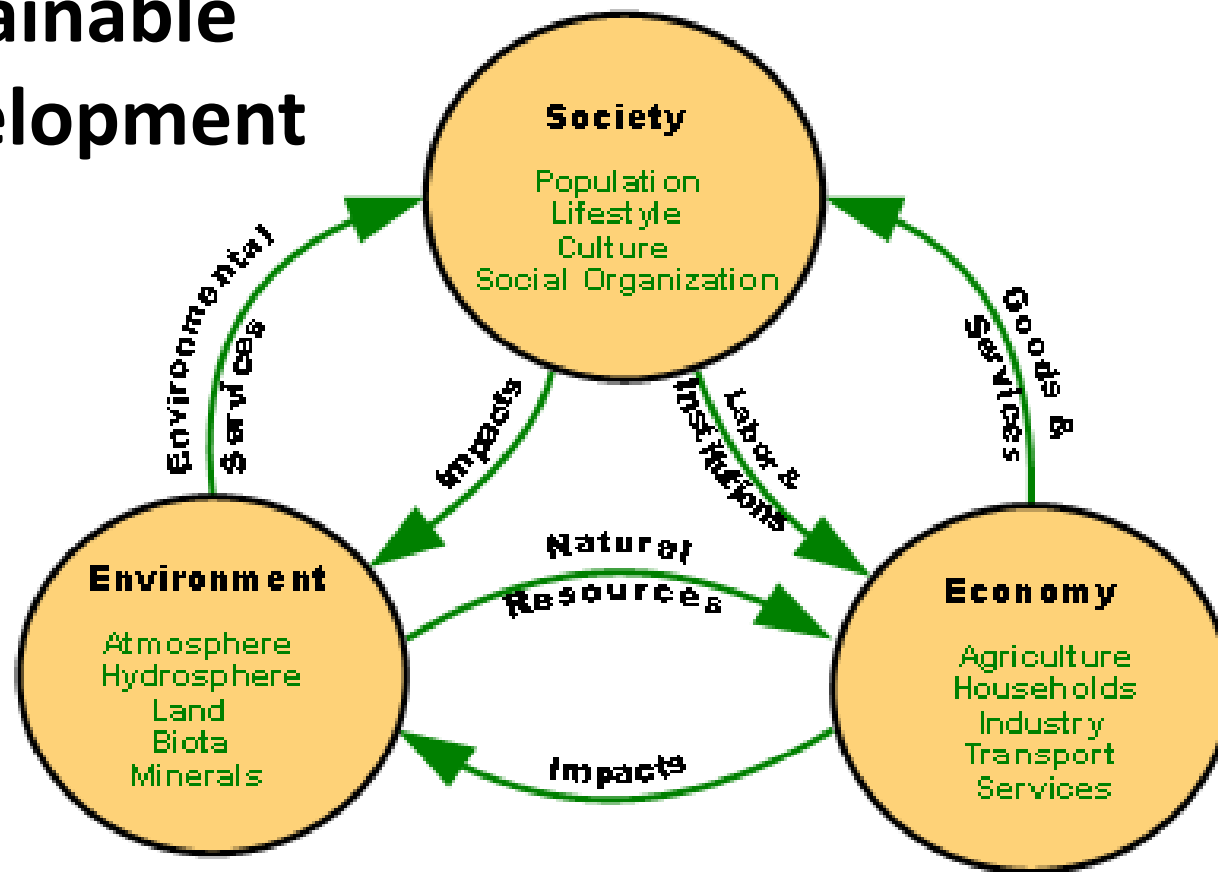 ainable
elopment
Society
Population
Lifestyle
Culture
Social Organization
Environmental
Services
Impacts
Labor &
Institutions
Goods &
Services
Natural
Resources
Environment
Atmosphere
Hydrosphere
Land
Biota
Minerals
Economy
Agriculture
Households
Industry
Transport
Services
Impacts